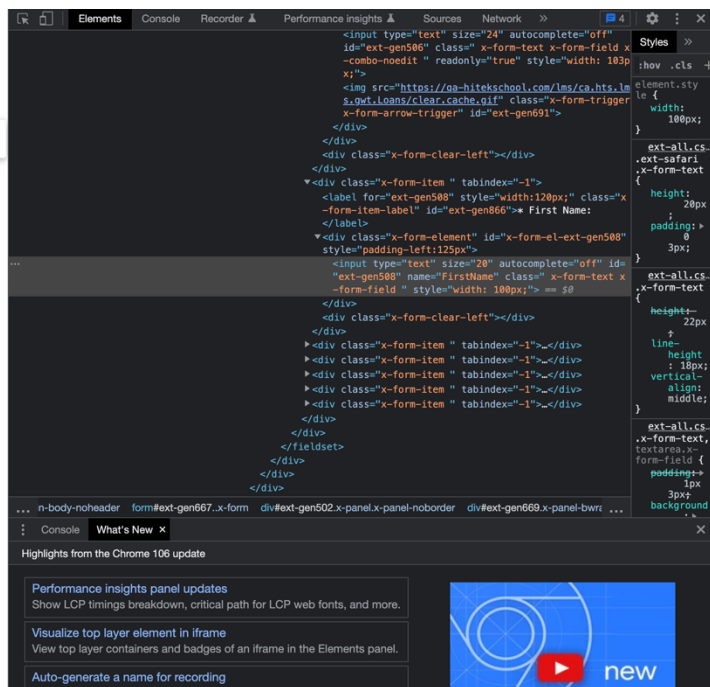 Elements Console Recorder Performance insights Sources Network » 4
<input type="text" size="24" autocomplete="off"
id="ext-gen506" class=" x-form-text x-form-field x
-combo-noedit " readonly="true" style="width: 103p
x;">
<img src="https://qa-hitekschool.com/lms/ca.hts.lm
s.gwt.Loans/clear.cache.gif" class="x-form-trigger
x-form-arrow-trigger" id="ext-gen691">
</div>
</div>
<div class="x-form-clear-left"></div>
</div>
▼<div class="x-form-item " tabindex="-1">
<label for="ext-gen508" style="width:120px;" class="x
-form-item-label" id="ext-gen866">* First Name:
</label>
▼<div class="x-form-element" id="x-form-el-ext-gen508"
style="padding-left:125px">
... <input type="text" size="20" autocomplete="off" id=
"ext-gen508" name="FirstName" class=" x-form-text x
-form-field " style="width: 100px;"> == $0
</div>
<div class="x-form-clear-left"></div>
</div>
▶<div class="x-form-item " tabindex="-1">…</div>
▶<div class="x-form-item " tabindex="-1">…</div>
▶<div class="x-form-item " tabindex="-1">…</div>
▶<div class="x-form-item " tabindex="-1">…</div>
</div>
</div>
</fieldset>
</div>
</div>
... n-body-noheader form#ext-gen667..x-form div#ext-gen502.x-panel.x-panel-noborder div#ext-gen669.x-panel-bwra ...
Styles »
:hov .cls +
element.sty
le {
width:
100px;
}
ext-all.cs…
.ext-safari
.x-form-text
{
height:
20px
;
padding: ▶
0
3px;
}
ext-all.cs…
.x-form-text
{
height:
22px
;
line-
height
: 18px;
vertical-
align:
middle;
}
ext-all.cs…
.x-form-text,
textarea.x-
form-field {
padding: ▶
1px
3px;
background
Console What's New ×
Highlights from the Chrome 106 update
Performance insights panel updates
Show LCP timings breakdown, critical path for LCP web fonts, and more.
Visualize top layer element in iframe
View top layer containers and badges of an iframe in the Elements panel.
Auto-generate a name for recording
new